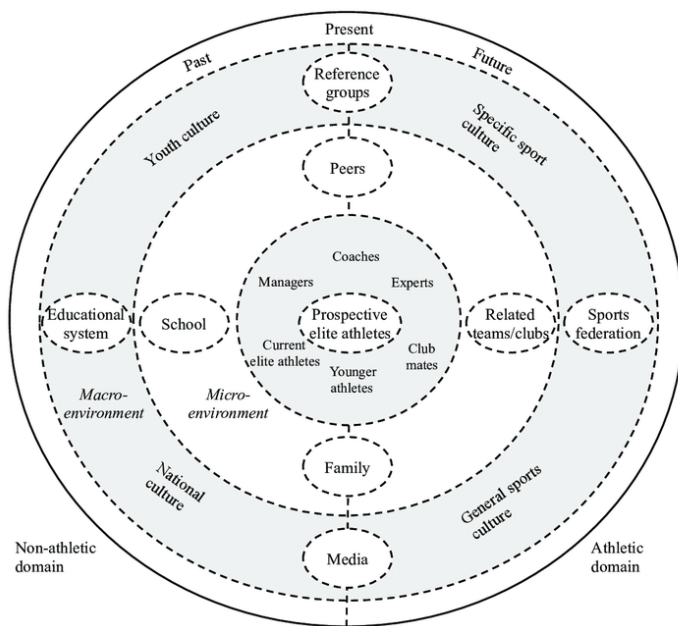 Present
Past
Future
Reference
groups
Youth culture
Specific sport
culture
Peers
Coaches
Managers
Experts
Educational
system
School
Prospective
elite athletes
Related
teams/clubs
Sports
federation
Current
elite athletes
Club
mates
Younger
athletes
Macro-
environment
Micro-
environment
Family
National
culture
General sports
culture
Media
Non-athletic
domain
Athletic
domain